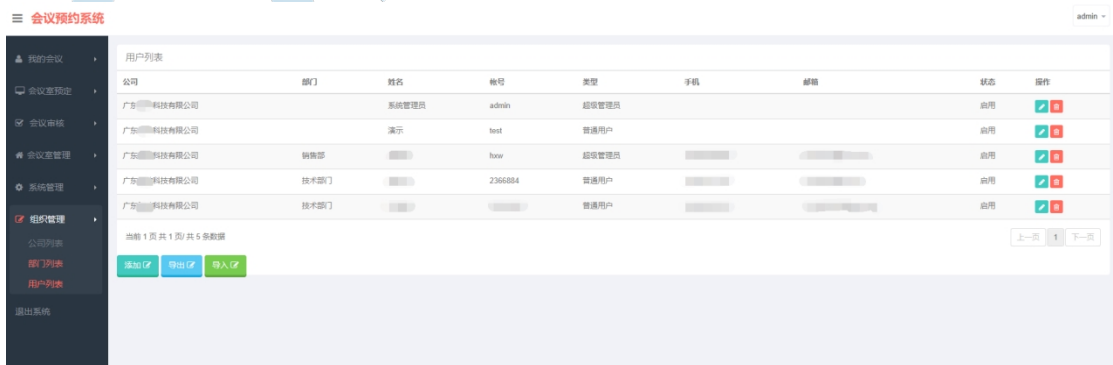 会议预约系统
admin
我的会议
会议室预定
会议审核
会议室管理
系统管理
组织管理
公司列表
部门列表
用户列表
退出系统
用户列表
公司 部门 姓名 帐号 类型 手机 邮箱 状态 操作
广东 科技有限公司 系统管理员 admin 超级管理员 启用
广东 科技有限公司 演示 test 普通用户 启用
广东 科技有限公司 销售部 hxw 超级管理员 启用
广东 科技有限公司 技术部门 2366884 普通用户 启用
广东 科技有限公司 技术部门 普通用户 启用
当前 1 页 共 1 页/ 共 5 条数据
上一页 1 下一页
添加 导出 导入